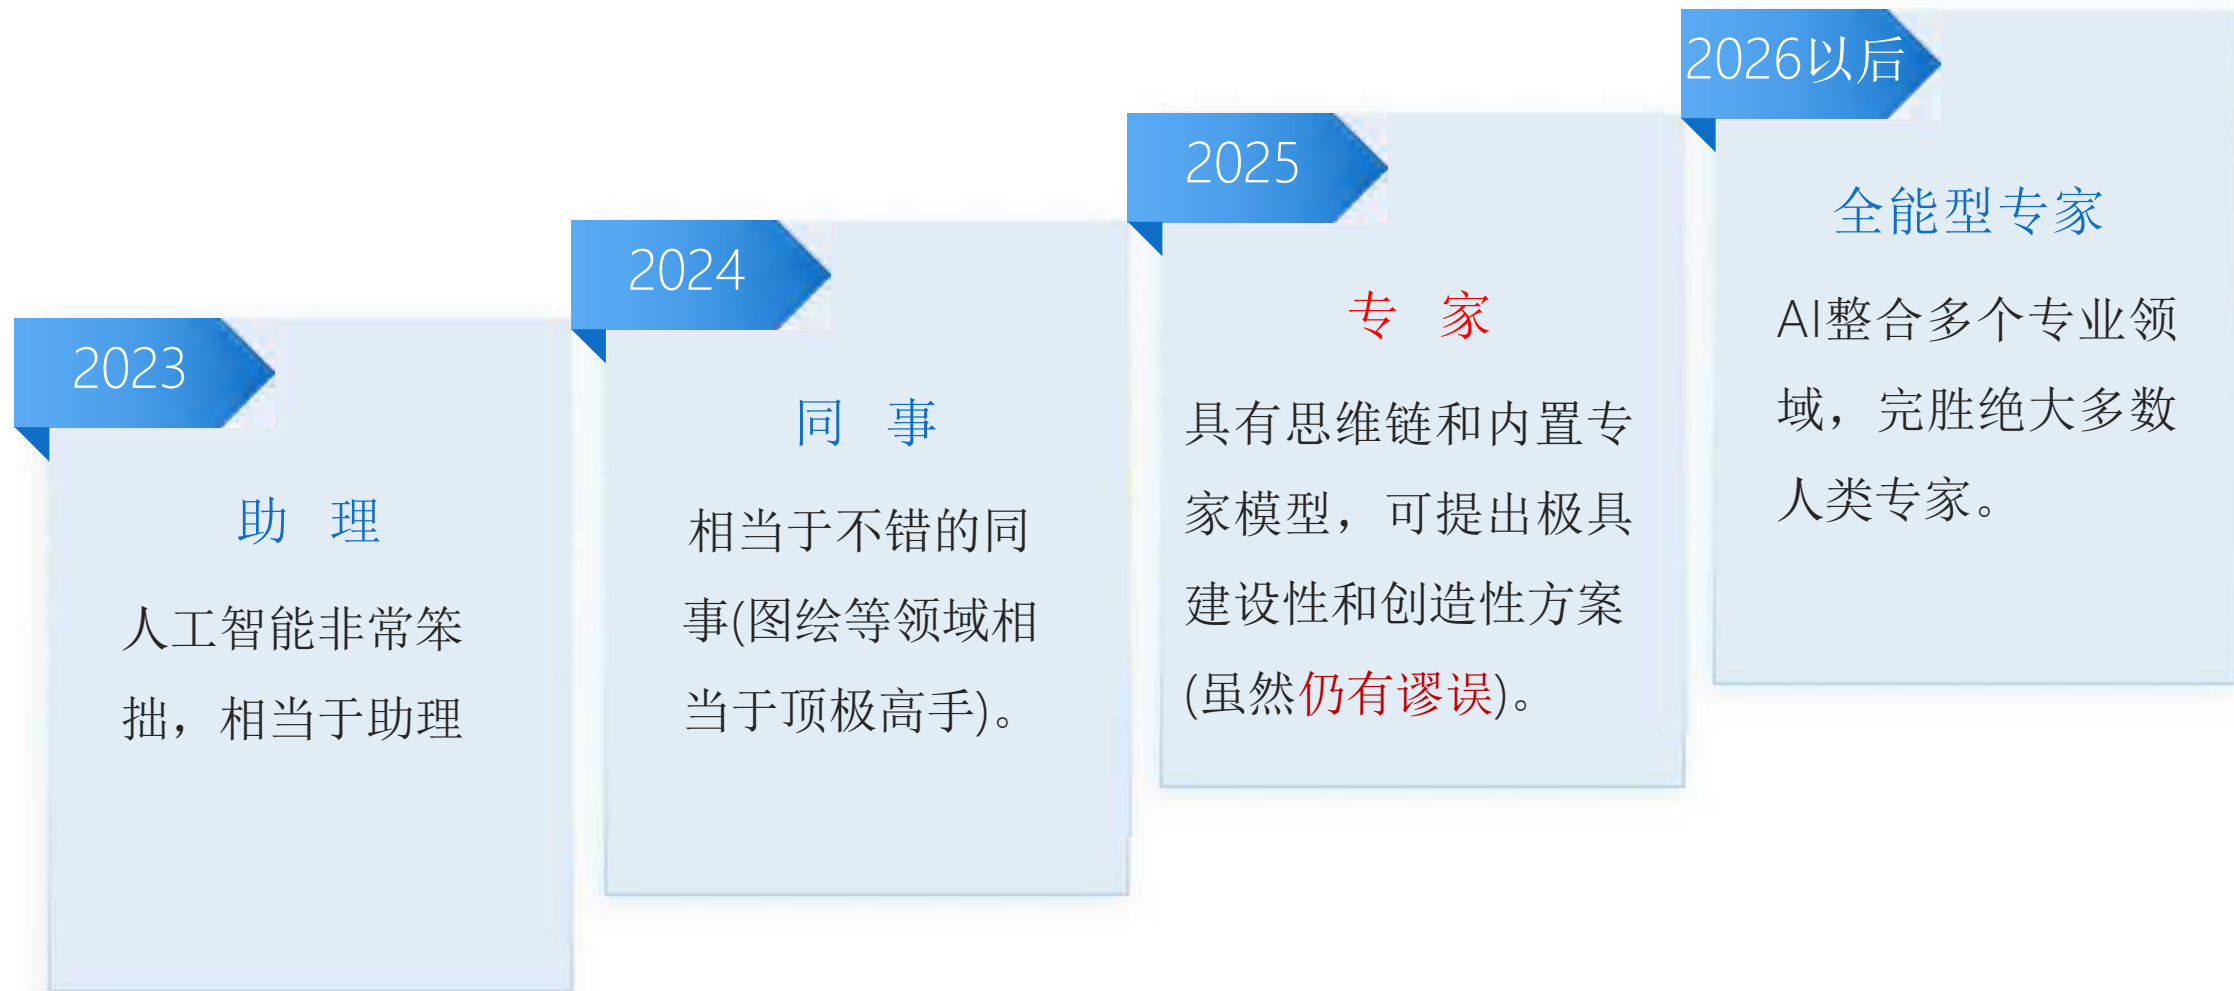 2023
助 理
人工智能非常笨
拙，相当于助理
2024
同 事
相当于不错的同
事(图绘等领域相
当于顶极高手)。
2025
专 家
具有思维链和内置专
家模型，可提出极具
建设性和创造性方案
(虽然仍有谬误)。
2026以后
全能型专家
AI整合多个专业领
域，完胜绝大多数
人类专家。